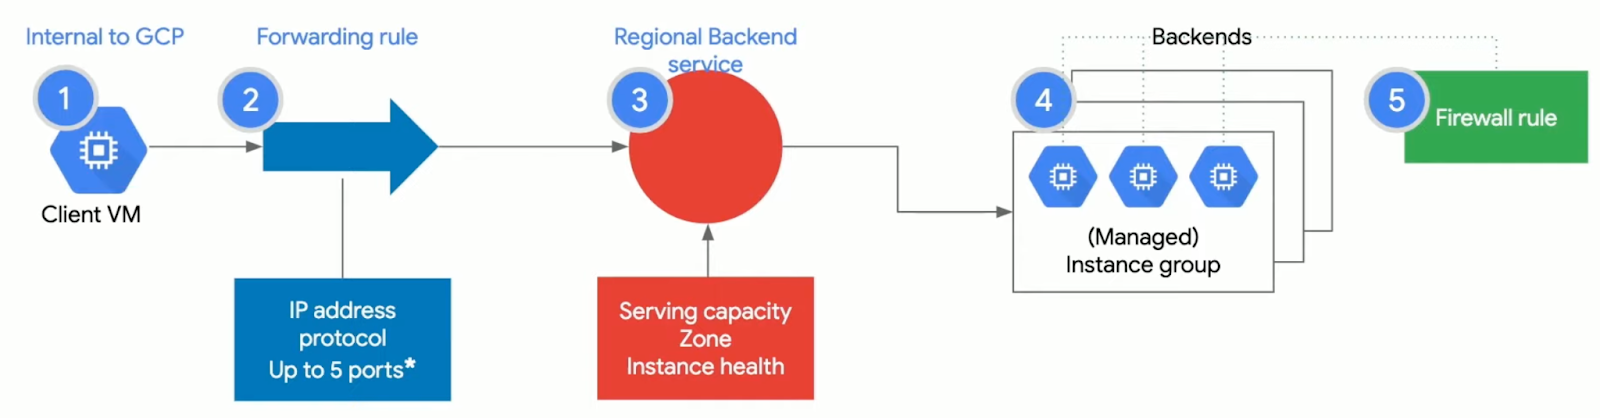 Internal to GCP
1
Client VM
Forwarding rule
2
IP address
protocol
Up to 5 ports*
Regional Backend
service
3
Serving capacity
Zone
Instance health
Backends
4
(Managed)
Instance group
5
Firewall rule